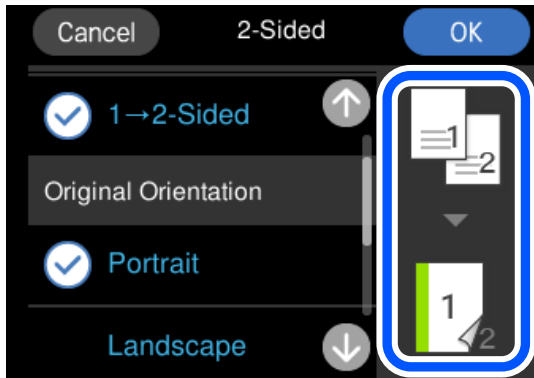 Cancel 2-Sided OK
1→2-Sided
Original Orientation
Portrait
Landscape
1
2
1
2